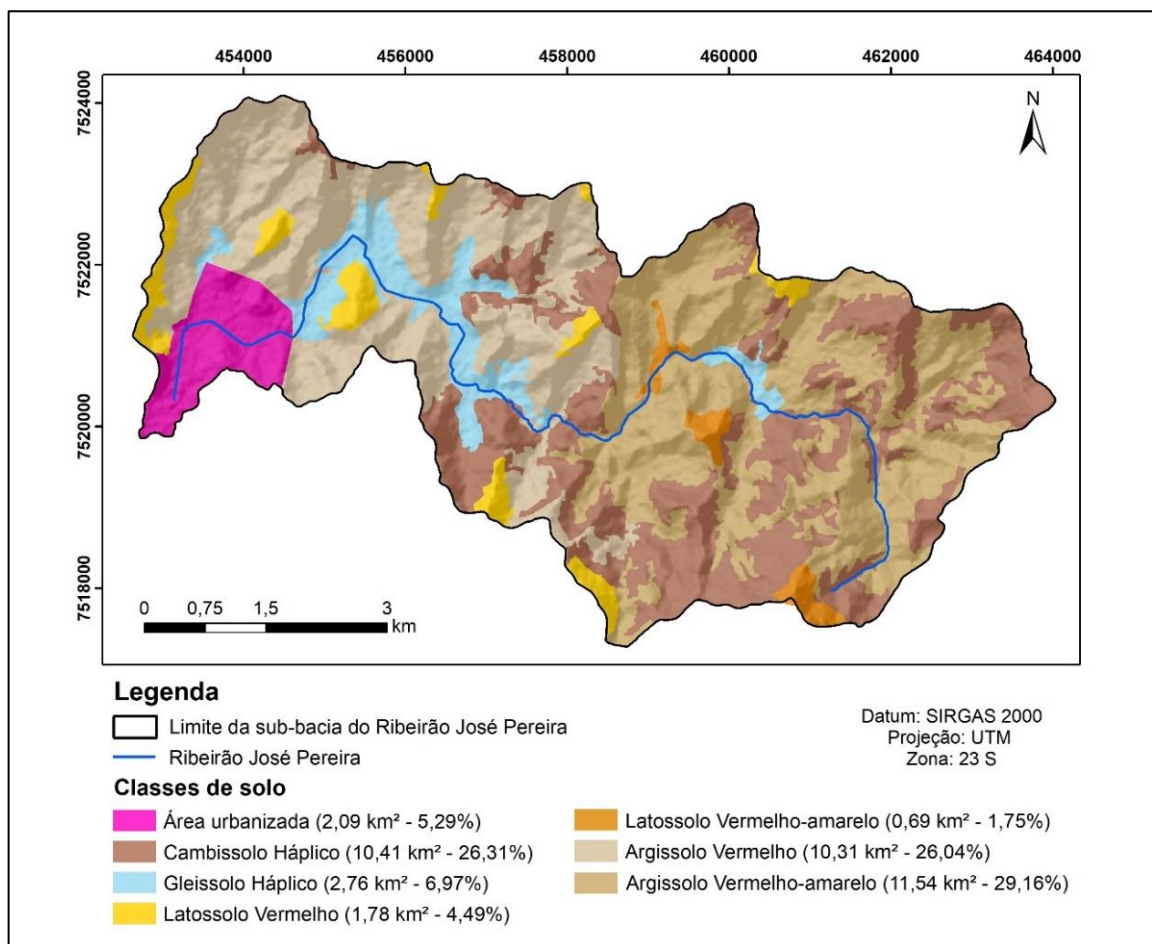 454000 456000 458000 460000 462000 464000
7524000
N
7522000
7520000
7518000
0 0,75 1,5 3
km
Legenda
Limite da sub-bacia do Ribeirão José Pereira
Ribeirão José Pereira
Datum: SIRGAS 2000
Projeção: UTM
Zona: 23 S
Classes de solo
Área urbanizada (2,09 km² - 5,29%)
Cambissolo Háplico (10,41 km² - 26,31%)
Gleissolo Háplico (2,76 km² - 6,97%)
Latossolo Vermelho (1,78 km² - 4,49%)
Latossolo Vermelho-amarelo (0,69 km² - 1,75%)
Argissolo Vermelho (10,31 km² - 26,04%)
Argissolo Vermelho-amarelo (11,54 km² - 29,16%)